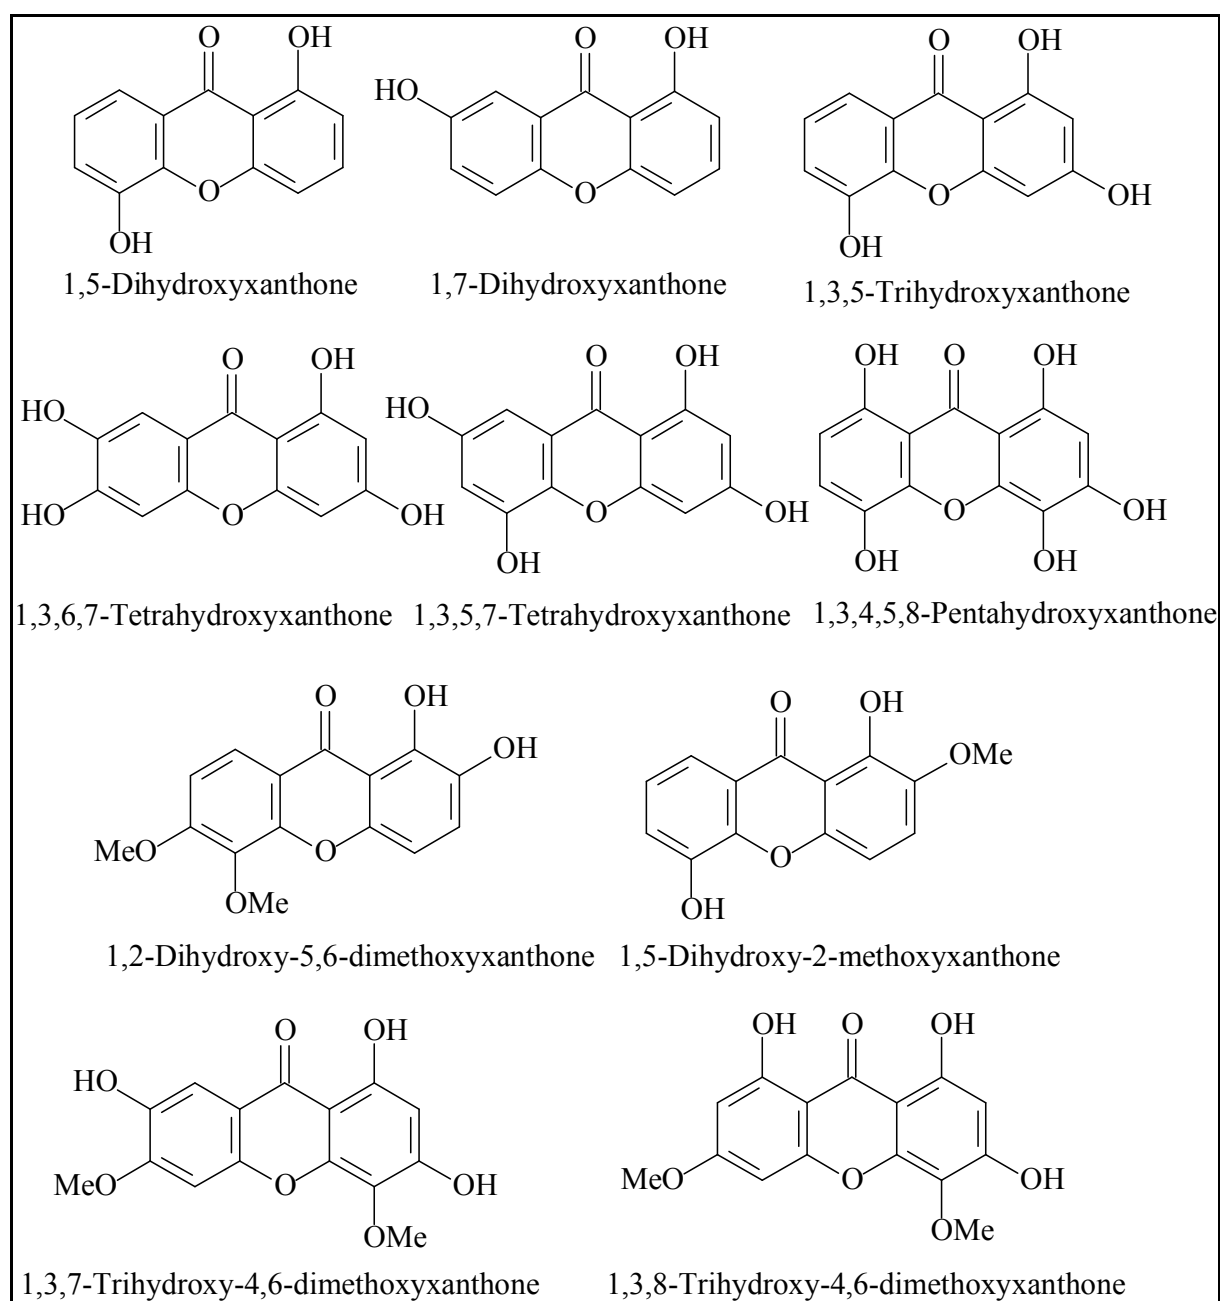 O OH O OH O OH
HO
O O O OH
OH OH
1,5-Dihydroxyxanthone 1,7-Dihydroxyxanthone 1,3,5-Trihydroxyxanthone
O OH O OH OH O OH
HO HO
HO O OH O OH O OH
OH OH OH
1,3,6,7-Tetrahydroxyxanthone 1,3,5,7-Tetrahydroxyxanthone 1,3,4,5,8-Pentahydroxyxanthone
O OH O OH
OH OMe
MeO O O
OMe OH
1,2-Dihydroxy-5,6-dimethoxyxanthone 1,5-Dihydroxy-2-methoxyxanthone
O OH OH O OH
HO
MeO O OH MeO O OH
OMe OMe
1,3,7-Trihydroxy-4,6-dimethoxyxanthone 1,3,8-Trihydroxy-4,6-dimethoxyxanthone